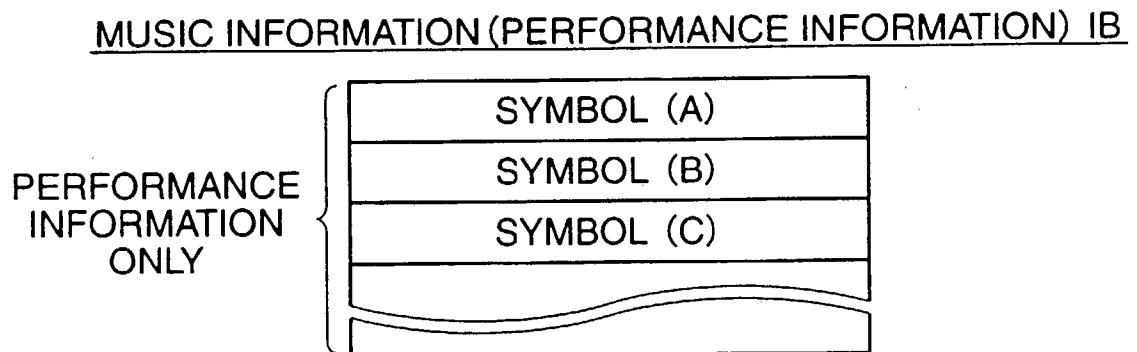 MUSIC INFORMATION (PERFORMANCE INFORMATION) IB
SYMBOL (A)
SYMBOL (B)
SYMBOL (C)
PERFORMANCE
INFORMATION
ONLY